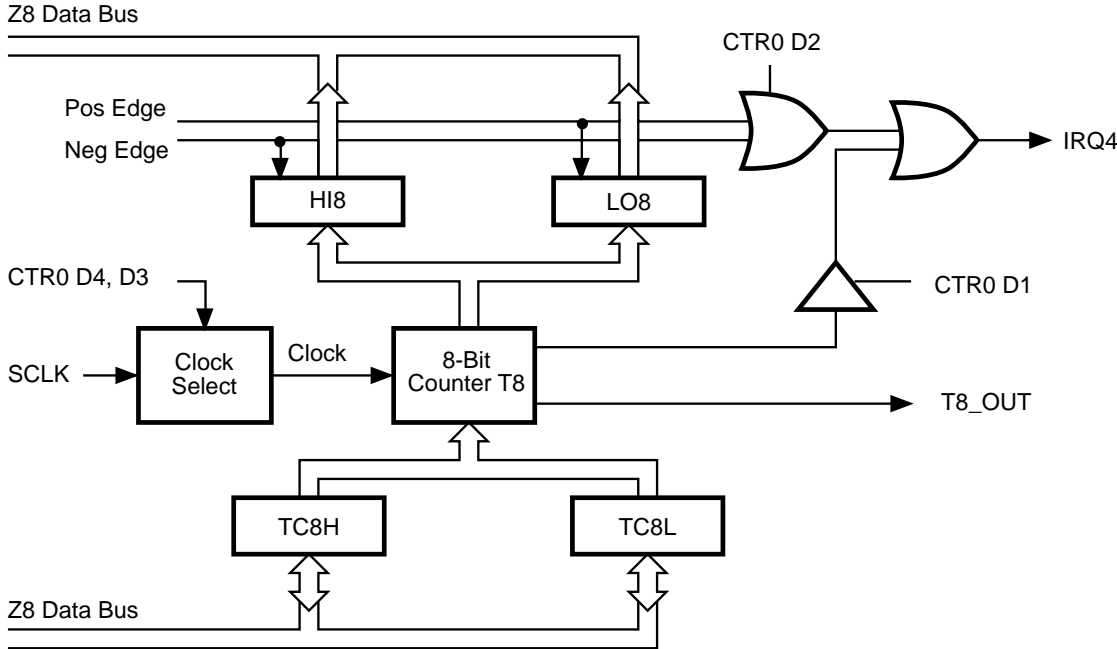 Z8 Data Bus
CTR0 D2
Pos Edge
Neg Edge
IRQ4
HI8
LO8
CTR0 D4, D3
CTR0 D1
SCLK
Clock
Select
Clock
8-Bit
Counter T8
T8_OUT
TC8H
TC8L
Z8 Data Bus